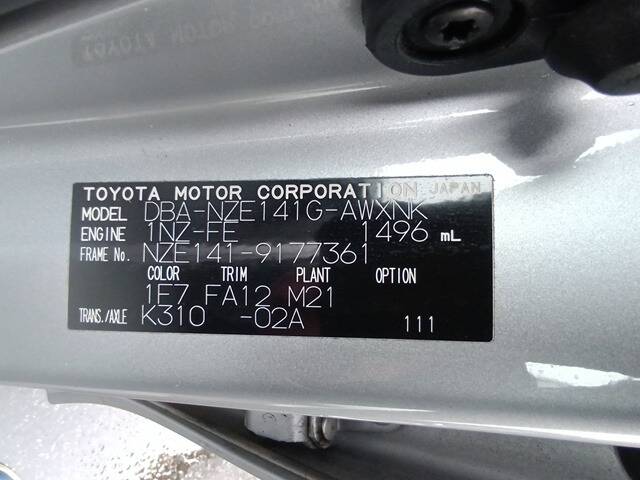 TOYOTA MOTOR CORPORATION JAPAN
MODEL DBA-NZE141G-AWXNK
ENGINE 1NZ-FE 1496 mL
FRAME No. NZE141-9177361
COLOR TRIM PLANT OPTION
1E7 FA12 M21
TRANS./AXLE K310 -02A 111